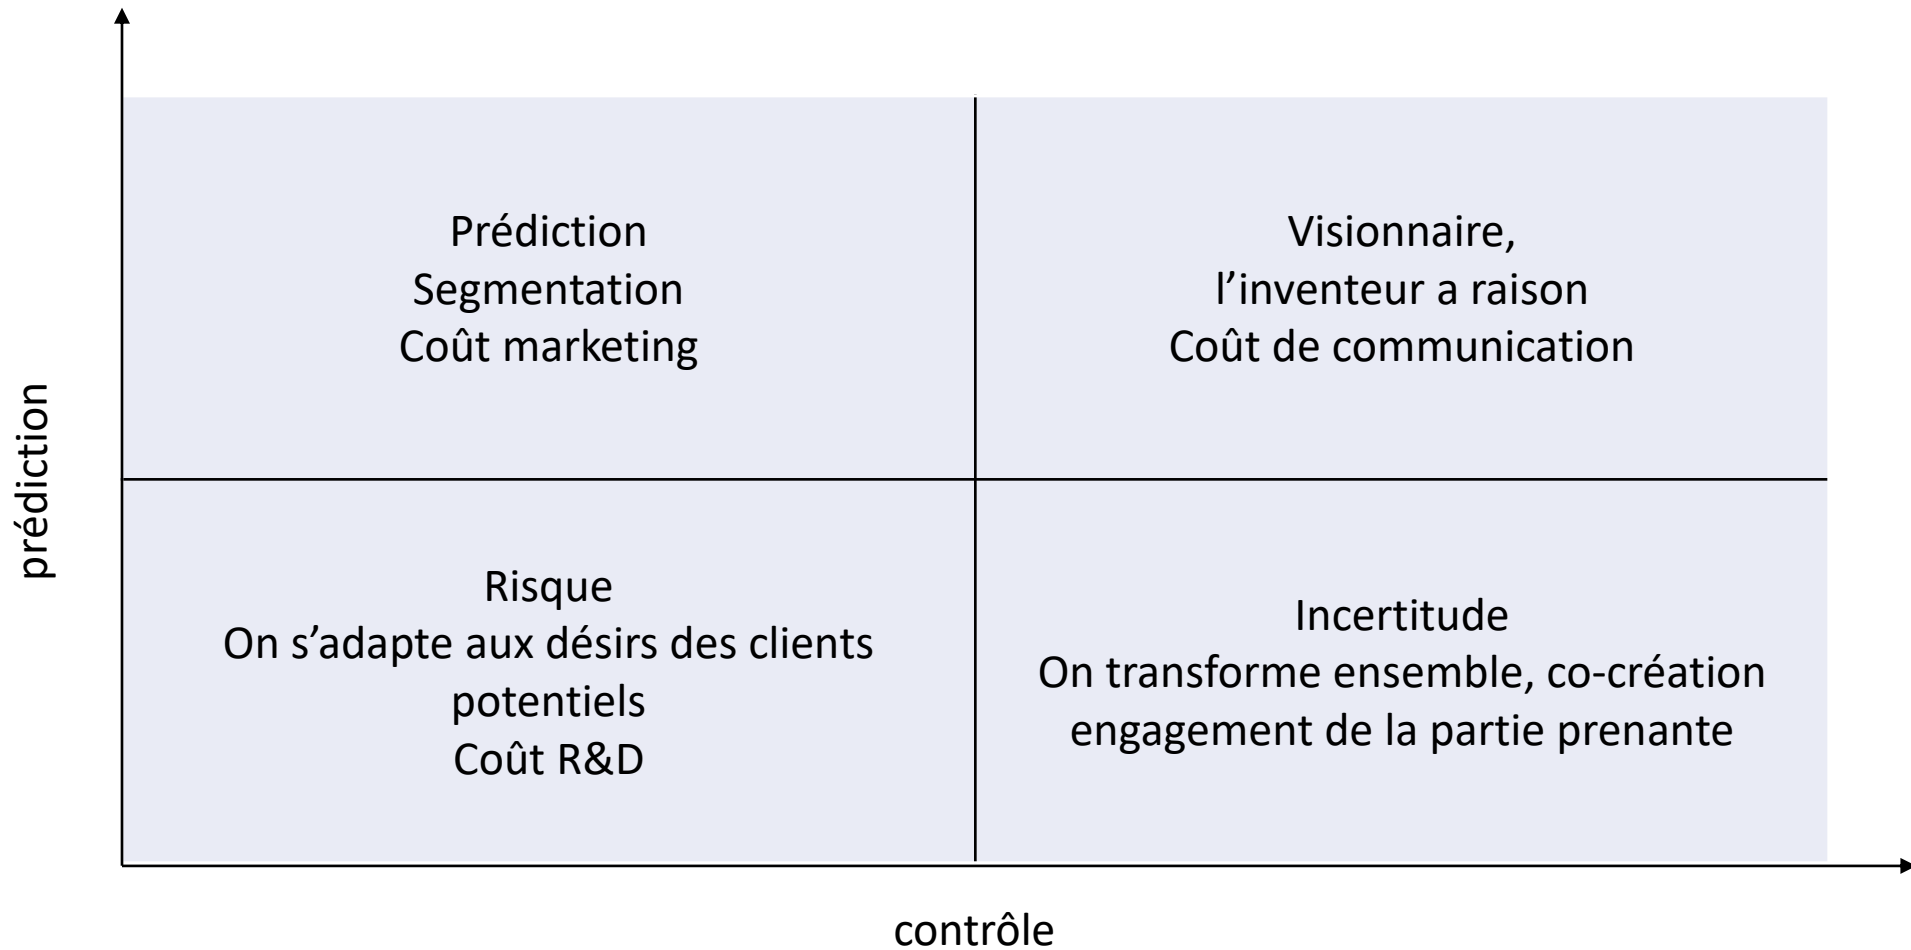 Prédiction
Segmentation
Coût marketing
Visionnaire,
l’inventeur a raison
Coût de communication
prédiction
Risque
On s’adapte aux désirs des clients
potentiels
Coût R&D
Incertitude
On transforme ensemble, co-création
engagement de la partie prenante
contrôle